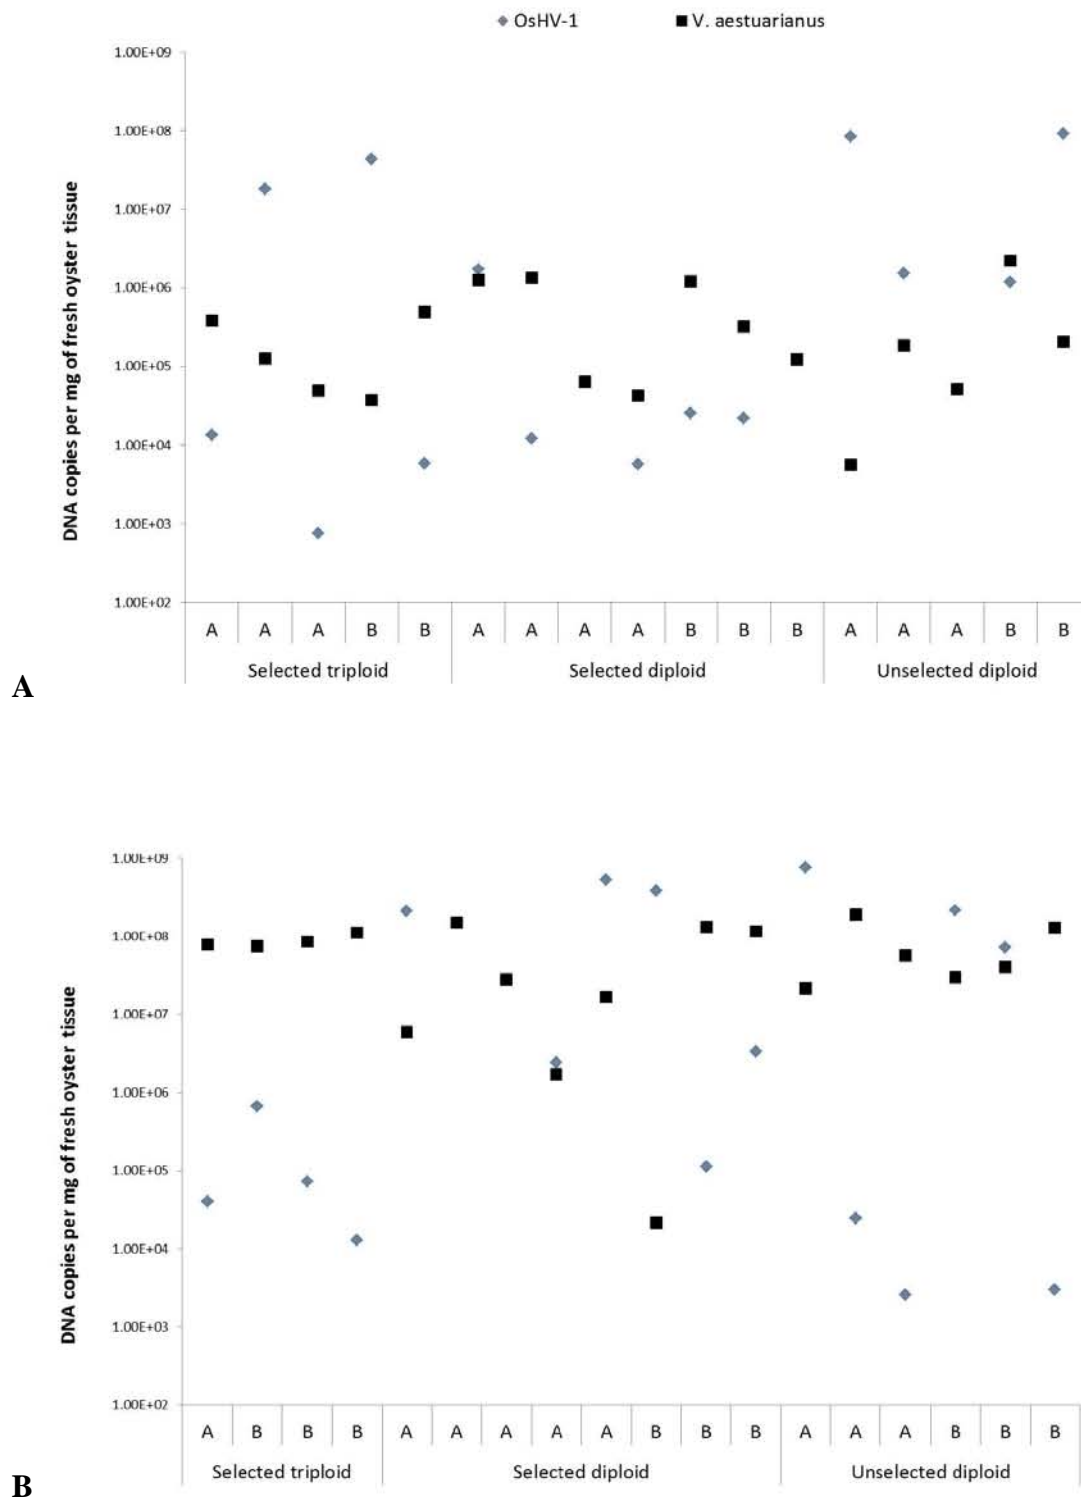 OsHV-1 V. aestuarianus
DNA copies per mg of fresh oyster tissue
1.00E+09
1.00E+08
1.00E+07
1.00E+06
1.00E+05
1.00E+04
1.00E+03
1.00E+02
A A A B B A A A A B B B A A A B B
Selected triploid Selected diploid Unselected diploid
A
DNA copies per mg of fresh oyster tissue
1.00E+09
1.00E+08
1.00E+07
1.00E+06
1.00E+05
1.00E+04
1.00E+03
1.00E+02
A B B B A A A A A B B B A A A B B B
Selected triploid Selected diploid Unselected diploid
B